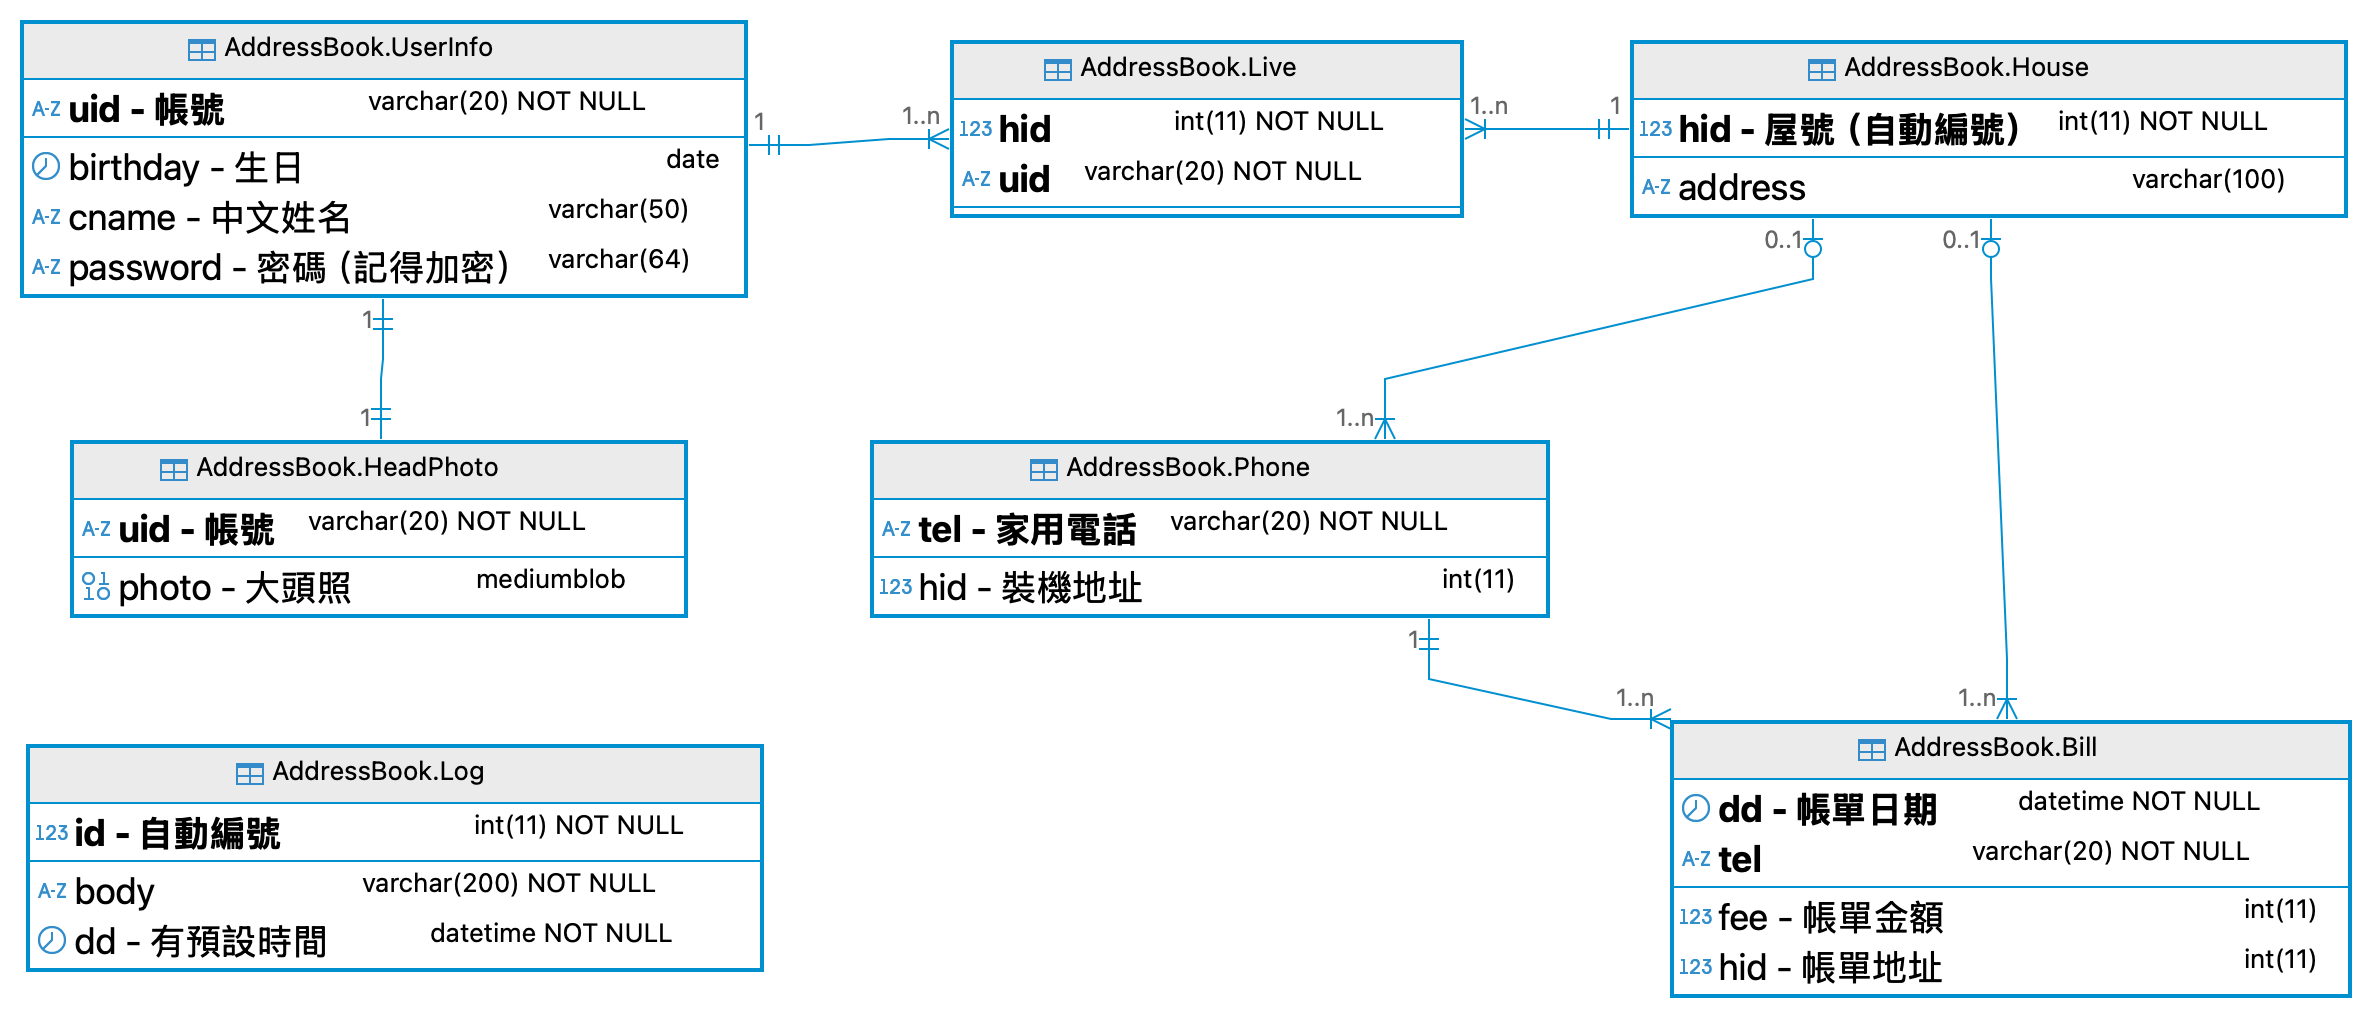 AddressBook.UserInfo
A-Z uid - 帳號 varchar(20) NOT NULL
birthday - 生日 date
A-Z cname - 中文姓名 varchar(50)
A-Z password - 密碼 (記得加密) varchar(64)
1
1..n
AddressBook.Live
123 hid int(11) NOT NULL
A-Z uid varchar(20) NOT NULL
1..n
1
AddressBook.House
123 hid - 屋號 (自動編號) int(11) NOT NULL
A-Z address varchar(100)
0..1
0..1
1
1
AddressBook.HeadPhoto
A-Z uid - 帳號 varchar(20) NOT NULL
01 10 photo - 大頭照 mediumblob
1..n
AddressBook.Phone
A-Z tel - 家用電話 varchar(20) NOT NULL
123 hid - 裝機地址 int(11)
1
1..n
1..n
AddressBook.Log
123 id - 自動編號 int(11) NOT NULL
A-Z body varchar(200) NOT NULL
dd - 有預設時間 datetime NOT NULL
AddressBook.Bill
dd - 帳單日期 datetime NOT NULL
A-Z tel varchar(20) NOT NULL
123 fee - 帳單金額 int(11)
123 hid - 帳單地址 int(11)